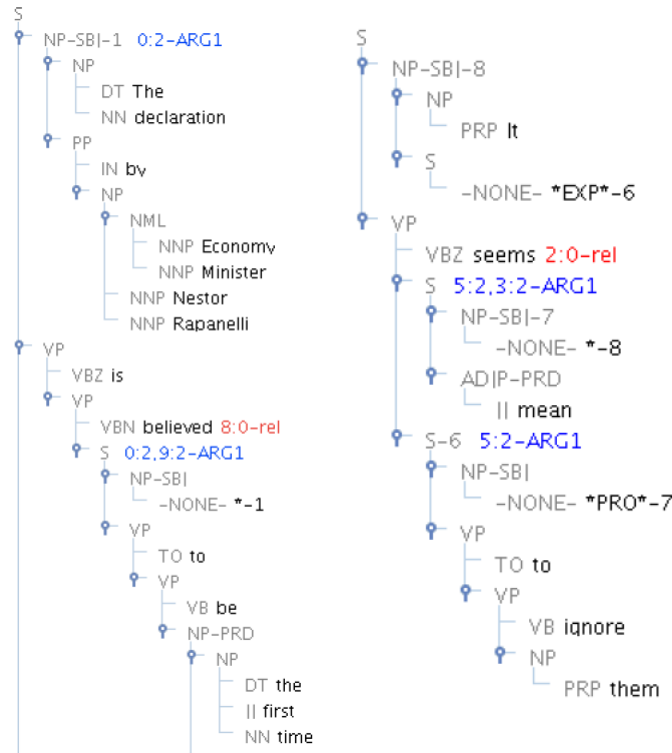 S
NP-SBJ-1 0:2-ARG1
NP
DT The
NN declaration
PP
IN by
NP
NML
NNP Economy
NNP Minister
NNP Nestor
NNP Rapanelli
VP
VBZ is
VP
VBN believed 8:0-rel
S 0:2,9:2-ARG1
NP-SBJ
-NONE- *-1
VP
TO to
VP
VB be
NP-PRD
NP
DT the
JJ first
NN time
S
NP-SBJ-8
NP
PRP It
S
-NONE- *EXP*-6
VP
VBZ seems 2:0-rel
S 5:2,3:2-ARG1
NP-SBJ-7
-NONE- *-8
ADJP-PRD
JJ mean
S-6 5:2-ARG1
NP-SBJ
-NONE- *PRO*-7
VP
TO to
VP
VB ignore
NP
PRP them